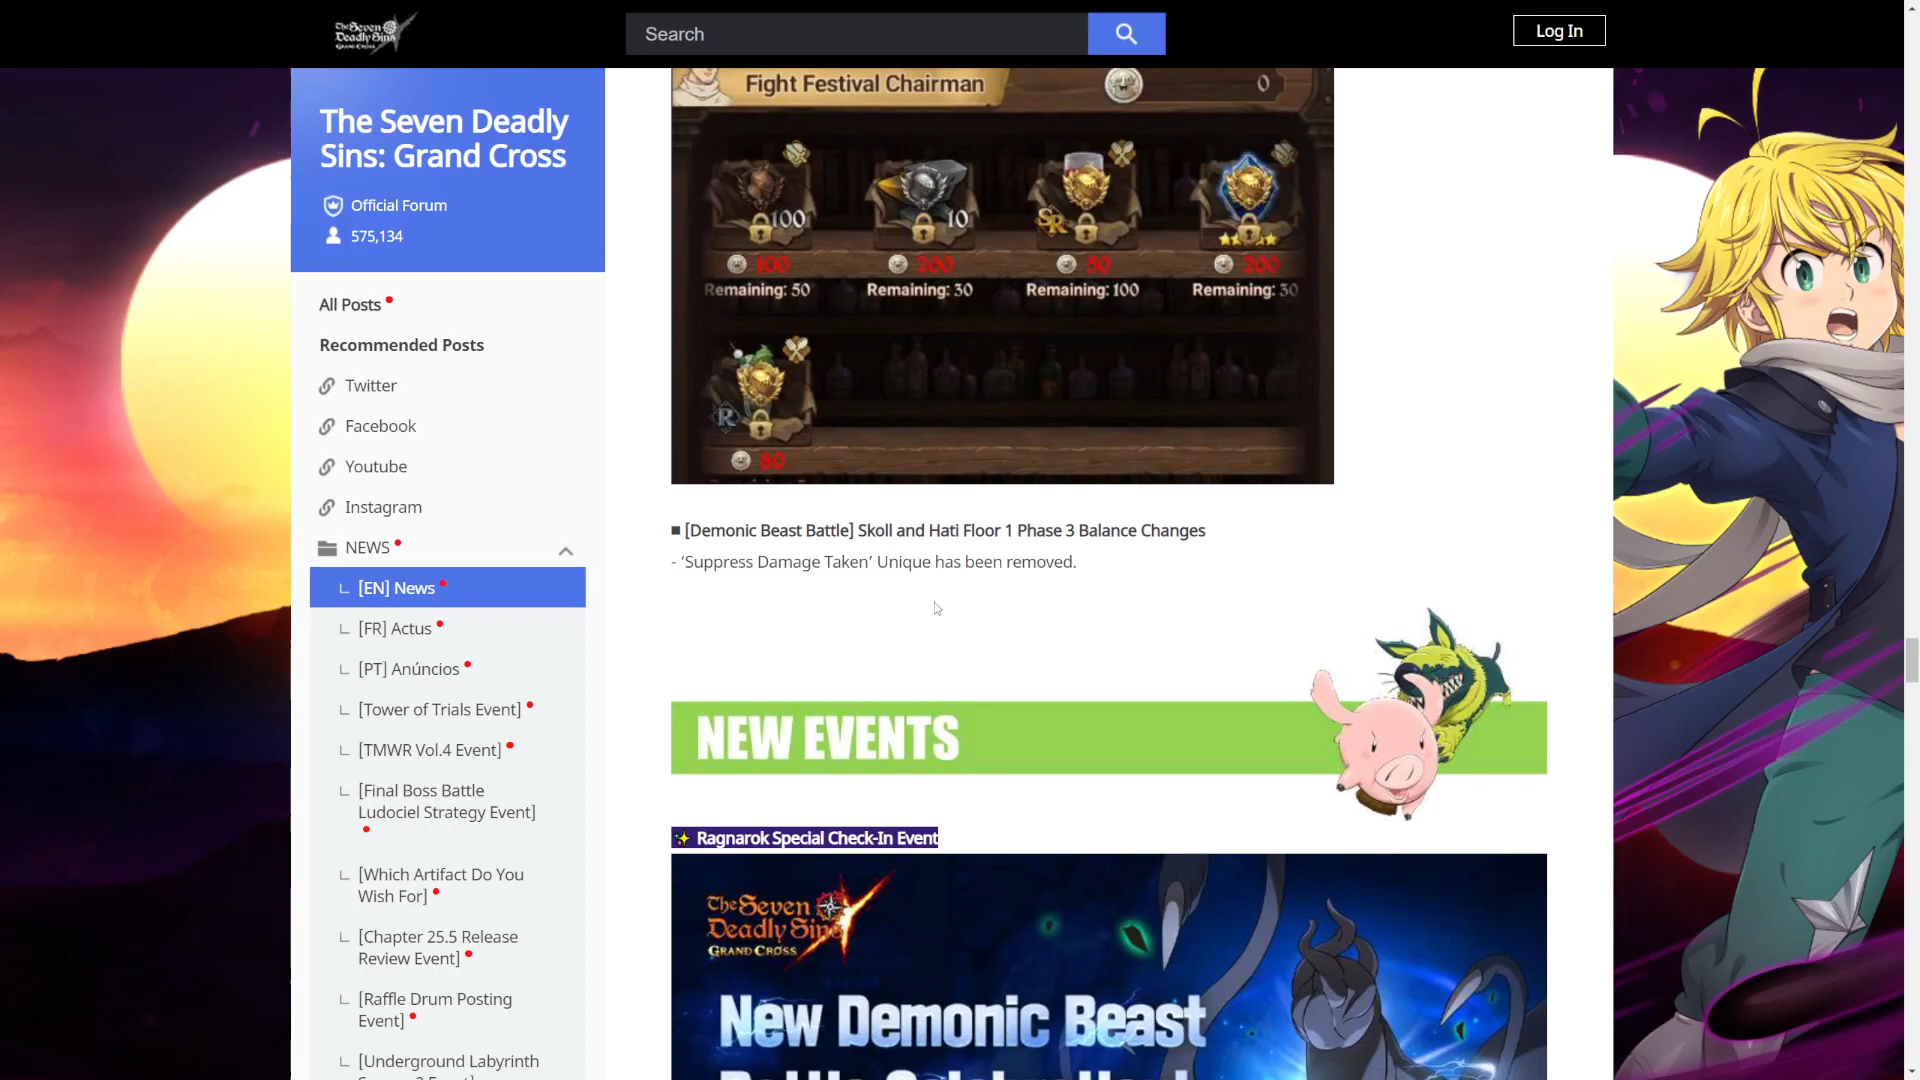 The Seven
Deadly Sins
GRAND CROSS
Search
Log In
The Seven Deadly
Sins: Grand Cross
Official Forum
575,134
All Posts
Recommended Posts
Twitter
Facebook
Youtube
Instagram
NEWS
[EN] News
[FR] Actus
[PT] Anúncios
[Tower of Trials Event]
[TMWR Vol.4 Event]
[Final Boss Battle
Ludociel Strategy Event]
[Which Artifact Do You
Wish For]
[Chapter 25.5 Release
Review Event]
[Raffle Drum Posting
Event]
[Underground Labyrinth
Fight Festival Chairman
0
100 10 SR
100 200 50 200
Remaining: 50 Remaining: 30 Remaining: 100 Remaining: 30
R
80
■ [Demonic Beast Battle] Skoll and Hati Floor 1 Phase 3 Balance Changes
- ‘Suppress Damage Taken’ Unique has been removed.
NEW EVENTS
✨ Ragnarok Special Check-In Event
The Seven
Deadly Sins
GRAND CROSS
New Demonic Beast